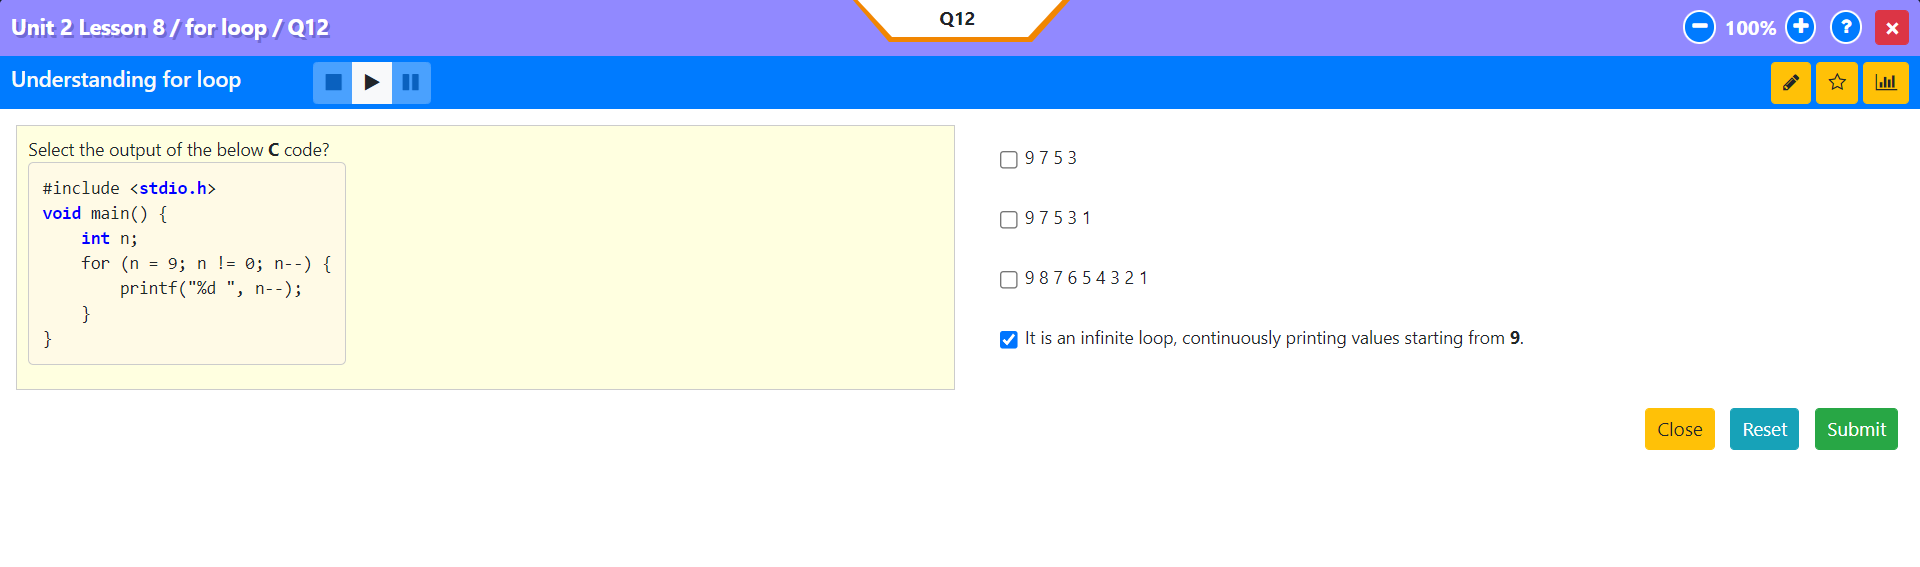 Unit 2 Lesson 8 / for loop / Q12
Q12
100%
?
×
Understanding for loop
Select the output of the below C code?
#include <stdio.h>
void main() {
    int n;
    for (n = 9; n != 0; n--) {
        printf("%d ", n--);
    }
}
9 7 5 3
9 7 5 3 1
9 8 7 6 5 4 3 2 1
It is an infinite loop, continuously printing values starting from 9.
Close Reset Submit